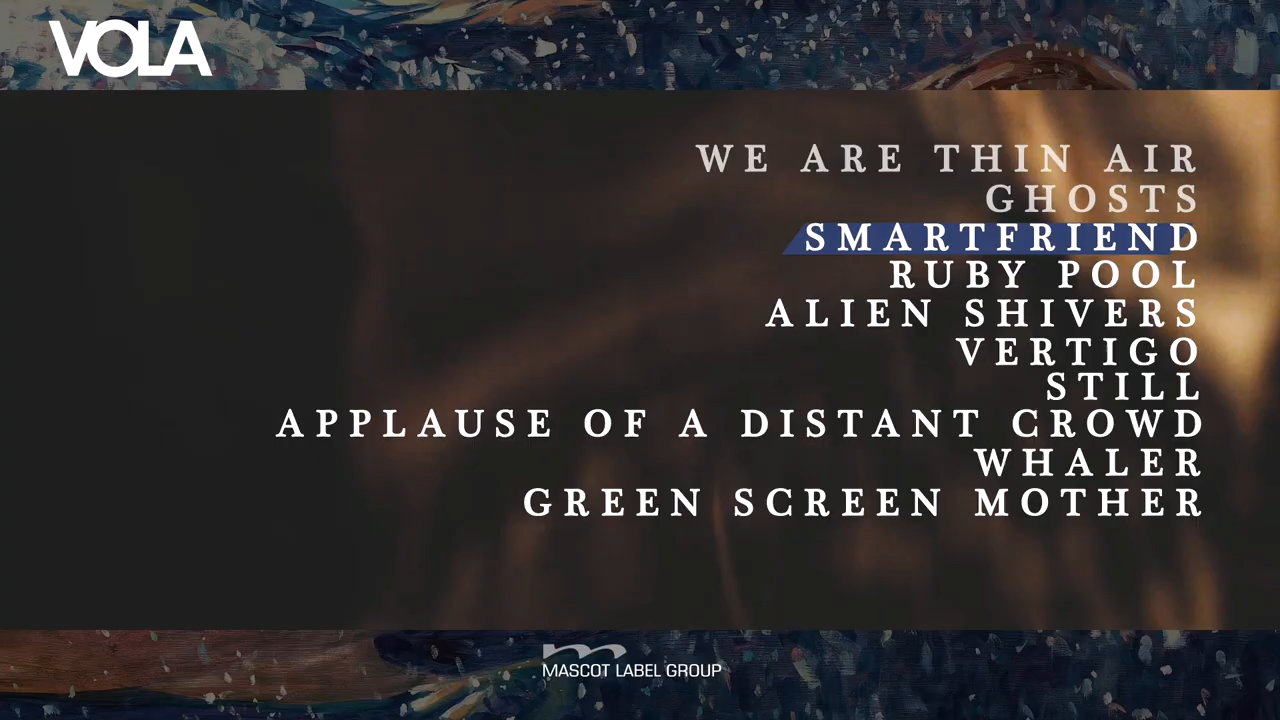 VOLA
WE ARE THIN AIR
GHOSTS
SMARTFRIEND
RUBY POOL
ALIEN SHIVERS
VERTIGO
STILL
APPLAUSE OF A DISTANT CROWD
WHALER
GREEN SCREEN MOTHER
MASCOT LABEL GROUP